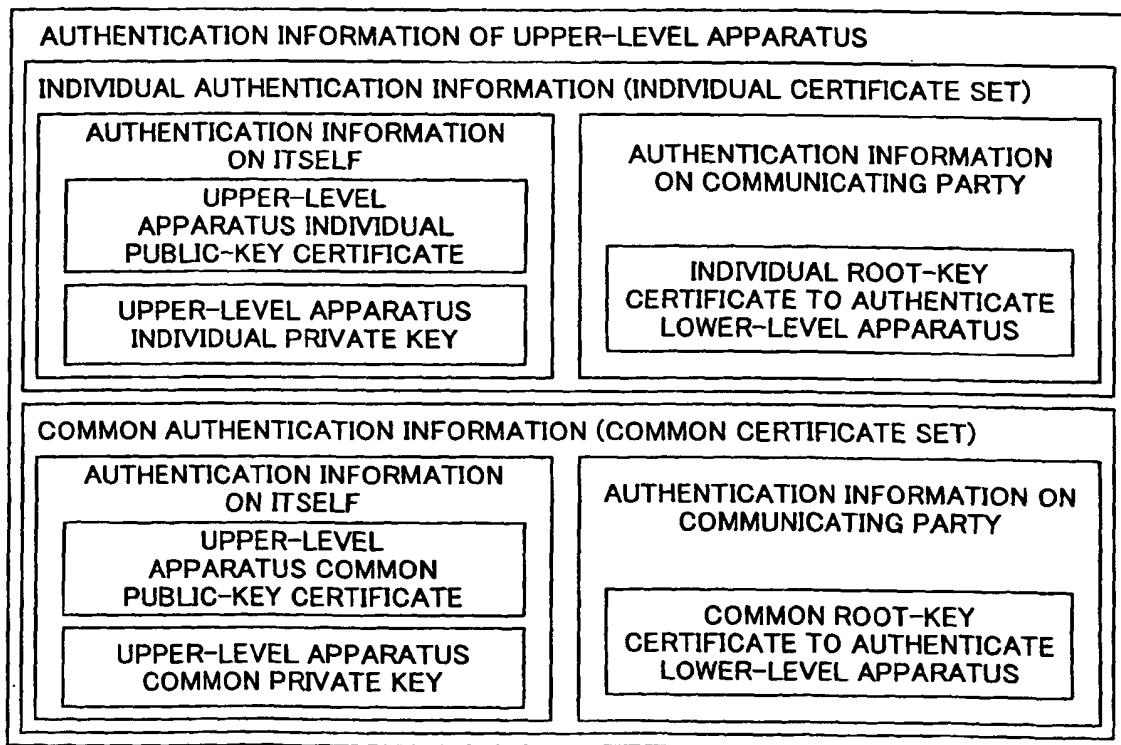 AUTHENTICATION INFORMATION OF UPPER-LEVEL APPARATUS
INDIVIDUAL AUTHENTICATION INFORMATION (INDIVIDUAL CERTIFICATE SET)
AUTHENTICATION INFORMATION
ON ITSELF
UPPER-LEVEL
APPARATUS INDIVIDUAL
PUBLIC-KEY CERTIFICATE
UPPER-LEVEL APPARATUS
INDIVIDUAL PRIVATE KEY
AUTHENTICATION INFORMATION
ON COMMUNICATING PARTY
INDIVIDUAL ROOT-KEY
CERTIFICATE TO AUTHENTICATE
LOWER-LEVEL APPARATUS
COMMON AUTHENTICATION INFORMATION (COMMON CERTIFICATE SET)
AUTHENTICATION INFORMATION
ON ITSELF
UPPER-LEVEL
APPARATUS COMMON
PUBLIC-KEY CERTIFICATE
UPPER-LEVEL APPARATUS
COMMON PRIVATE KEY
AUTHENTICATION INFORMATION ON
COMMUNICATING PARTY
COMMON ROOT-KEY
CERTIFICATE TO AUTHENTICATE
LOWER-LEVEL APPARATUS